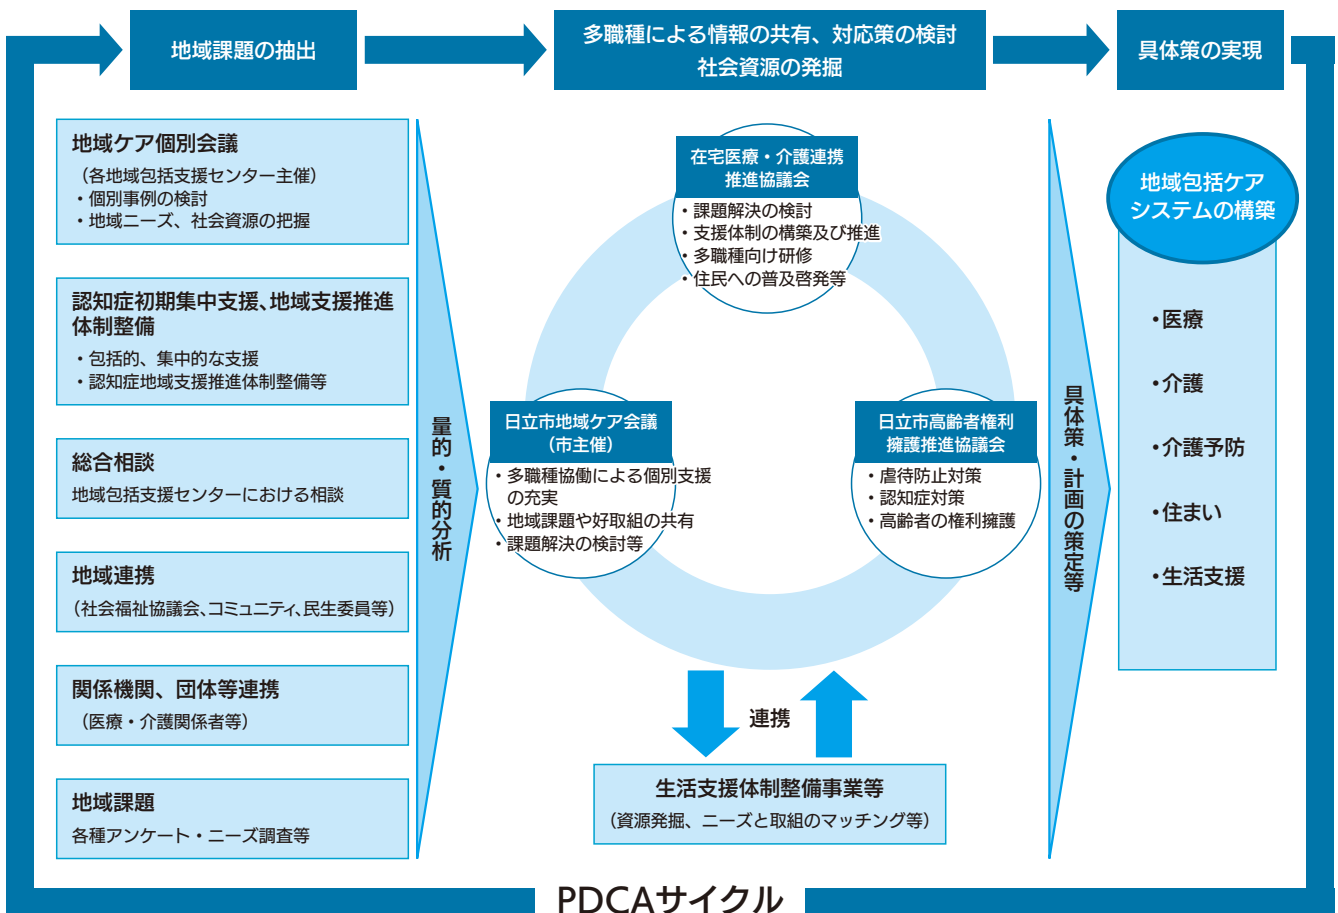 地域課題の抽出
多職種による情報の共有、対応策の検討
社会資源の発掘
具体策の実現
地域ケア個別会議
（各地域包括支援センター主催）
・個別事例の検討
・地域ニーズ、社会資源の把握
認知症初期集中支援、地域支援推進
体制整備
・包括的、集中的な支援
・認知症地域支援推進体制整備等
総合相談
地域包括支援センターにおける相談
地域連携
（社会福祉協議会、コミュニティ、民生委員等）
関係機関、団体等連携
（医療・介護関係者等）
地域課題
各種アンケート・ニーズ調査等
量的・質的分析
在宅医療・介護連携
推進協議会
・課題解決の検討
・支援体制の構築及び推進
・多職種向け研修
・住民への普及啓発等
日立市地域ケア会議
（市主催）
・多職種協働による個別支援
の充実
・地域課題や好取組の共有
・課題解決の検討等
日立市高齢者権利
擁護推進協議会
・虐待防止対策
・認知症対策
・高齢者の権利擁護
連携
生活支援体制整備事業等
（資源発掘、ニーズと取組のマッチング等）
具体策・計画の策定等
地域包括ケア
システムの構築
・医療
・介護
・介護予防
・住まい
・生活支援
PDCAサイクル